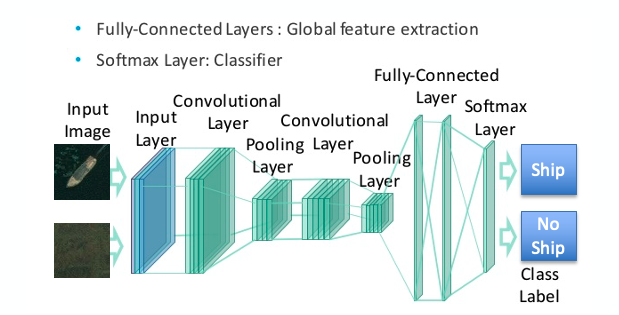 • Fully-Connected Layers : Global feature extraction
• Softmax Layer: Classifier
Input
Image
Input
Layer
Convolutional
Layer
Pooling
Layer
Convolutional
Layer
Pooling
Layer
Fully-Connected
Layer
Softmax
Layer
Ship
No
Ship
Class
Label